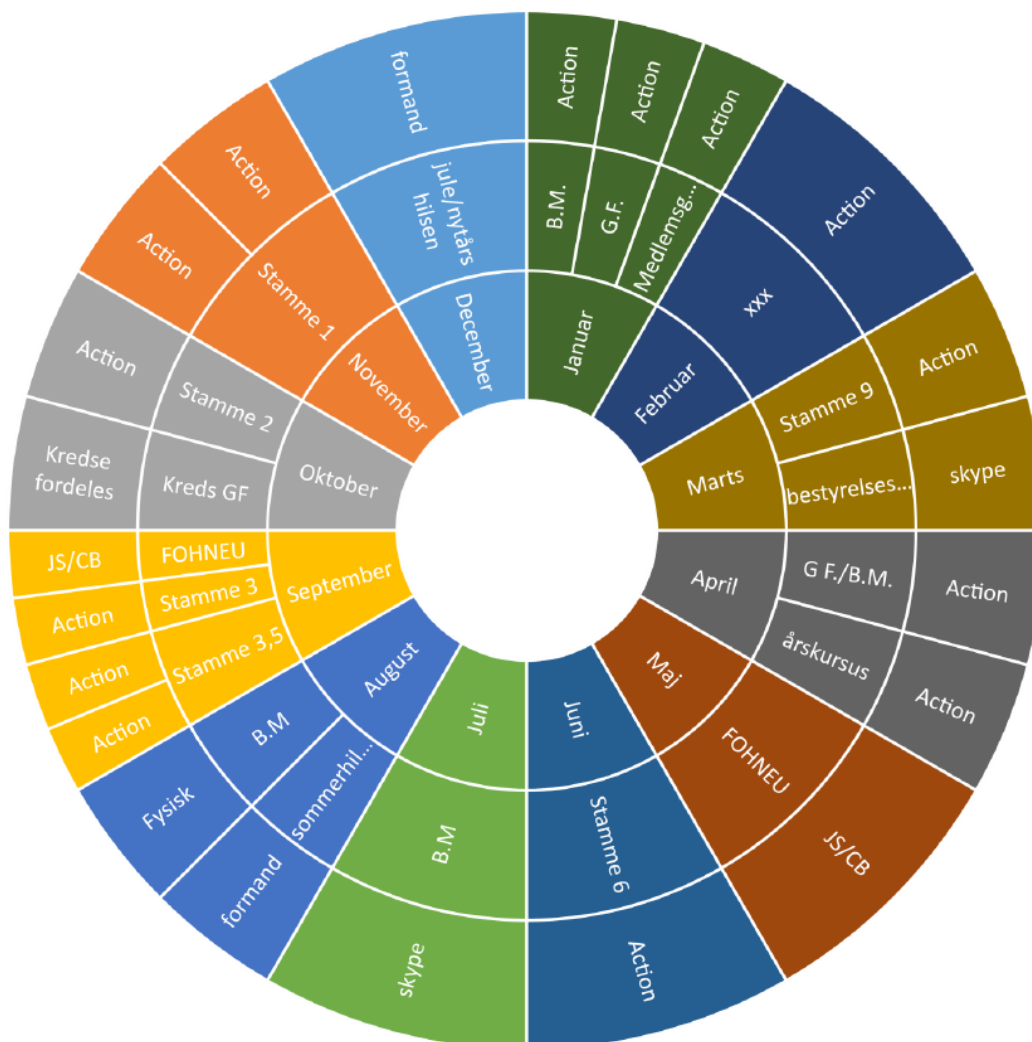 Januar
B.M.
Action
G.F.
Action
Medlemsg...
Action
Februar
xxx
Action
Marts
Stamme 9
Action
bestyrelses...
skype
April
G F./B.M.
Action
årskursus
Action
Maj
FOHNEU
JS/CB
Juni
Stamme 6
Action
Juli
B.M
skype
August
sommerhil...
formand
B.M
Fysisk
September
Stamme 3,5
Action
Action
Stamme 3
Action
FOHNEU
JS/CB
Oktober
Kreds GF
Kredse
fordeles
Stamme 2
Action
November
Stamme 1
Action
Action
December
jule/nytårs
hilsen
formand